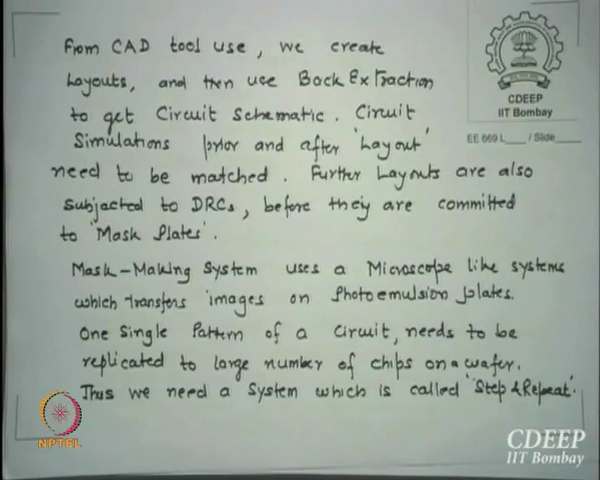 From CAD tool use, we create
Layouts, and then use Back Extraction
to get Circuit Schematic. Circuit
Simulations prior and after 'Layout'
need to be matched. Further Layouts are also
subjacted to DRCs, before they are committed
to 'Mask Plates'.
Mask-Making System uses a Microscope like systems
which transfers images on Photoemulsion plates.
One Single Pattern of a Circuit, needs to be
replicated to large number of chips on a wafer.
Thus we need a System which is called 'Step & Repeat'.
CDEEP
IIT Bombay
EE 669 L____ / Slide____
NPTEL
CDEEP
IIT Bombay